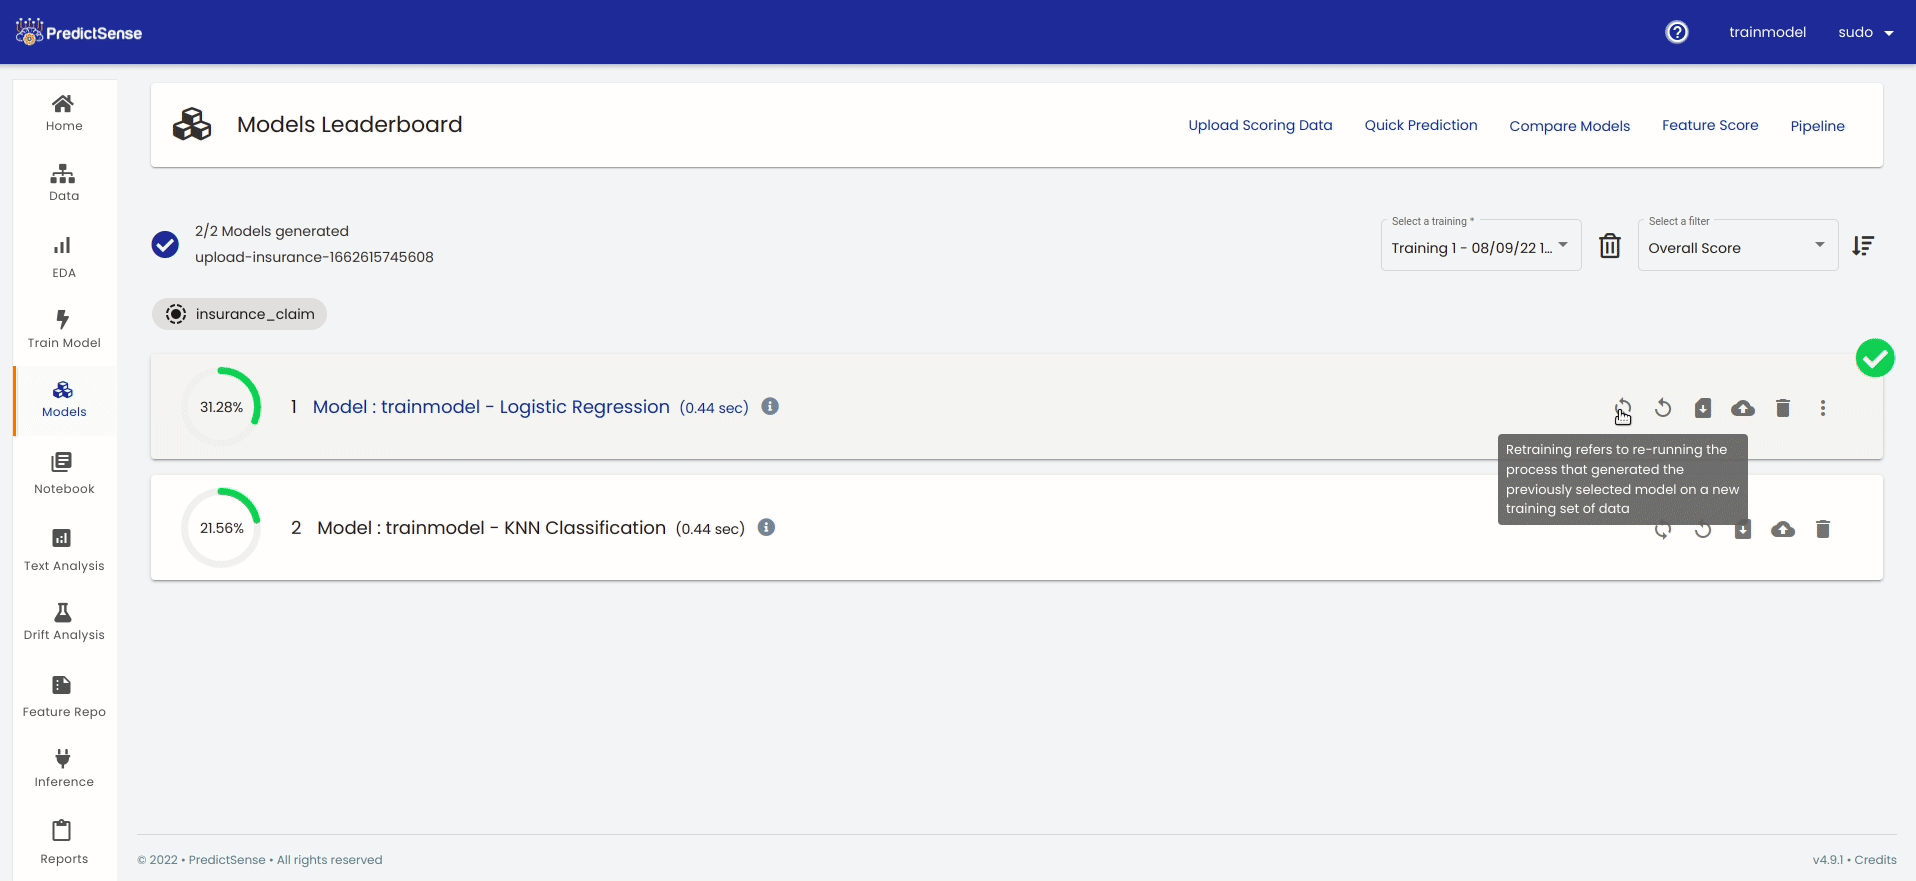 PredictSense
trainmodel
sudo
Home
Data
EDA
Train Model
Models
Notebook
Text Analysis
Drift Analysis
Feature Repo
Inference
Reports
Models Leaderboard
Upload Scoring Data
Quick Prediction
Compare Models
Feature Score
Pipeline
2/2 Models generated
upload-insurance-1662615745608
Select a training *
Training 1 - 08/09/22 1...
Select a filter
Overall Score
insurance_claim
31.28%
1 Model : trainmodel - Logistic Regression (0.44 sec)
Retraining refers to re-running the
process that generated the
previously selected model on a new
training set of data
21.56%
2 Model : trainmodel - KNN Classification (0.44 sec)
© 2022 • PredictSense • All rights reserved
v4.9.1 • Credits